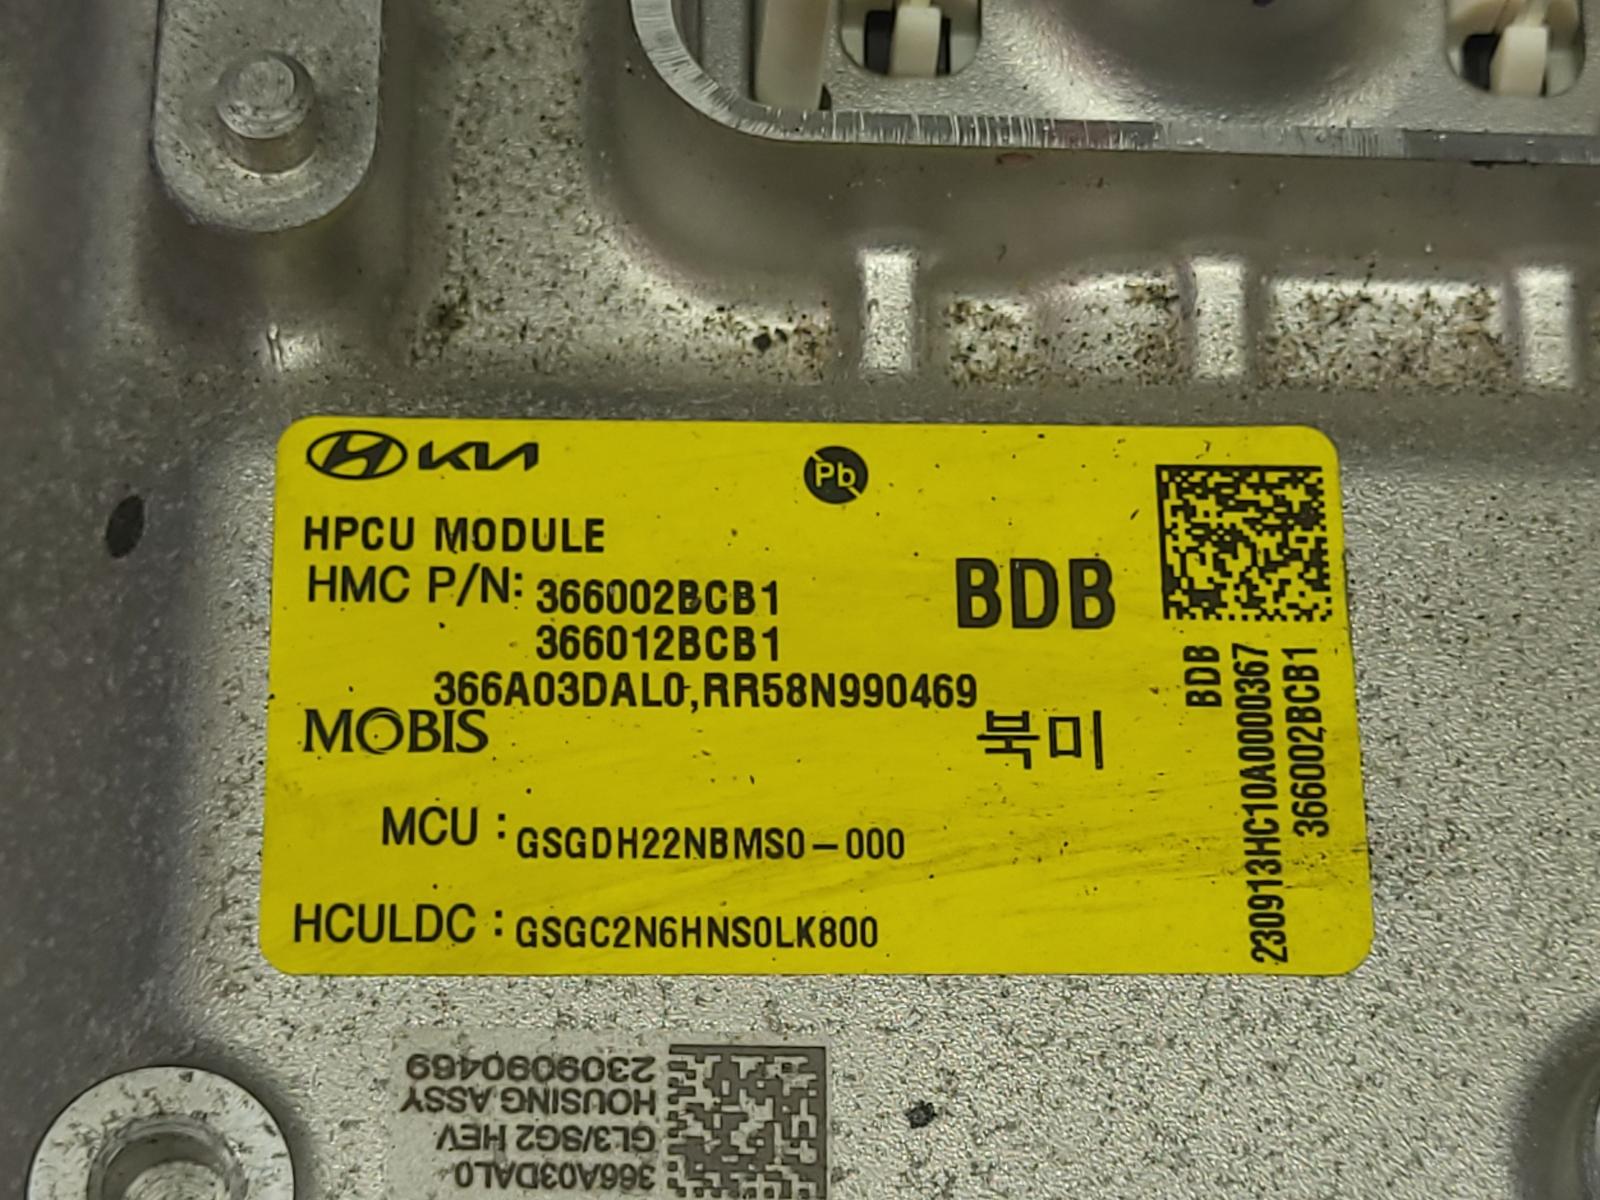 HYUNDAI KIA
Pb
HPCU MODULE
HMC P/N: 366002BCB1
366012BCB1
BDB
366A03DAL0,RR58N990469
MOBIS
북미
MCU : GSGDH22NBMS0-000
HCULDC : GSGC2N6HNS0LK800
BDB
230913HC10A0000367
366002BCB1
366A03DAL0
GL3/SG2 HEV
HOUSING ASSY
2309090469